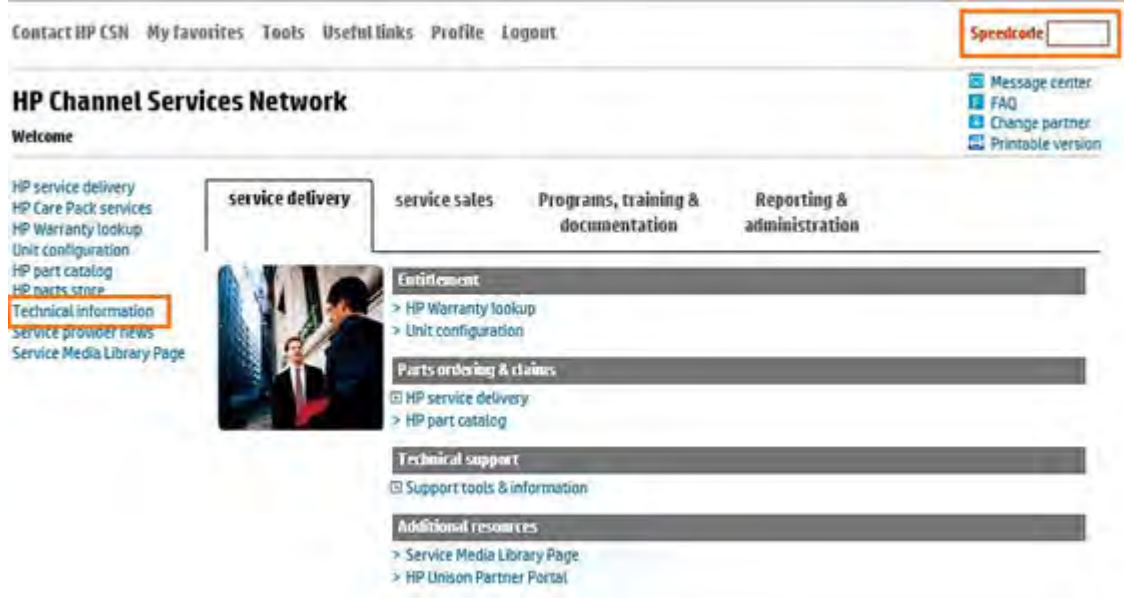 Contact HP CSN My favorites Tools Useful links Profile Logout
Speedcode
HP Channel Services Network
Welcome
Message center
FAQ
Change partner
Printable version
HP service delivery
HP Care Pack services
HP Warranty lookup
Unit configuration
HP part catalog
HP parts store
Technical information
Service provider news
Service Media Library Page
service delivery
service sales
Programs, training &
documentation
Reporting &
administration
Entitlement
> HP Warranty lookup
> Unit configuration
Parts ordering & claims
HP service delivery
> HP part catalog
Technical support
Support tools & information
Additional resources
> Service Media Library Page
> HP Unison Partner Portal